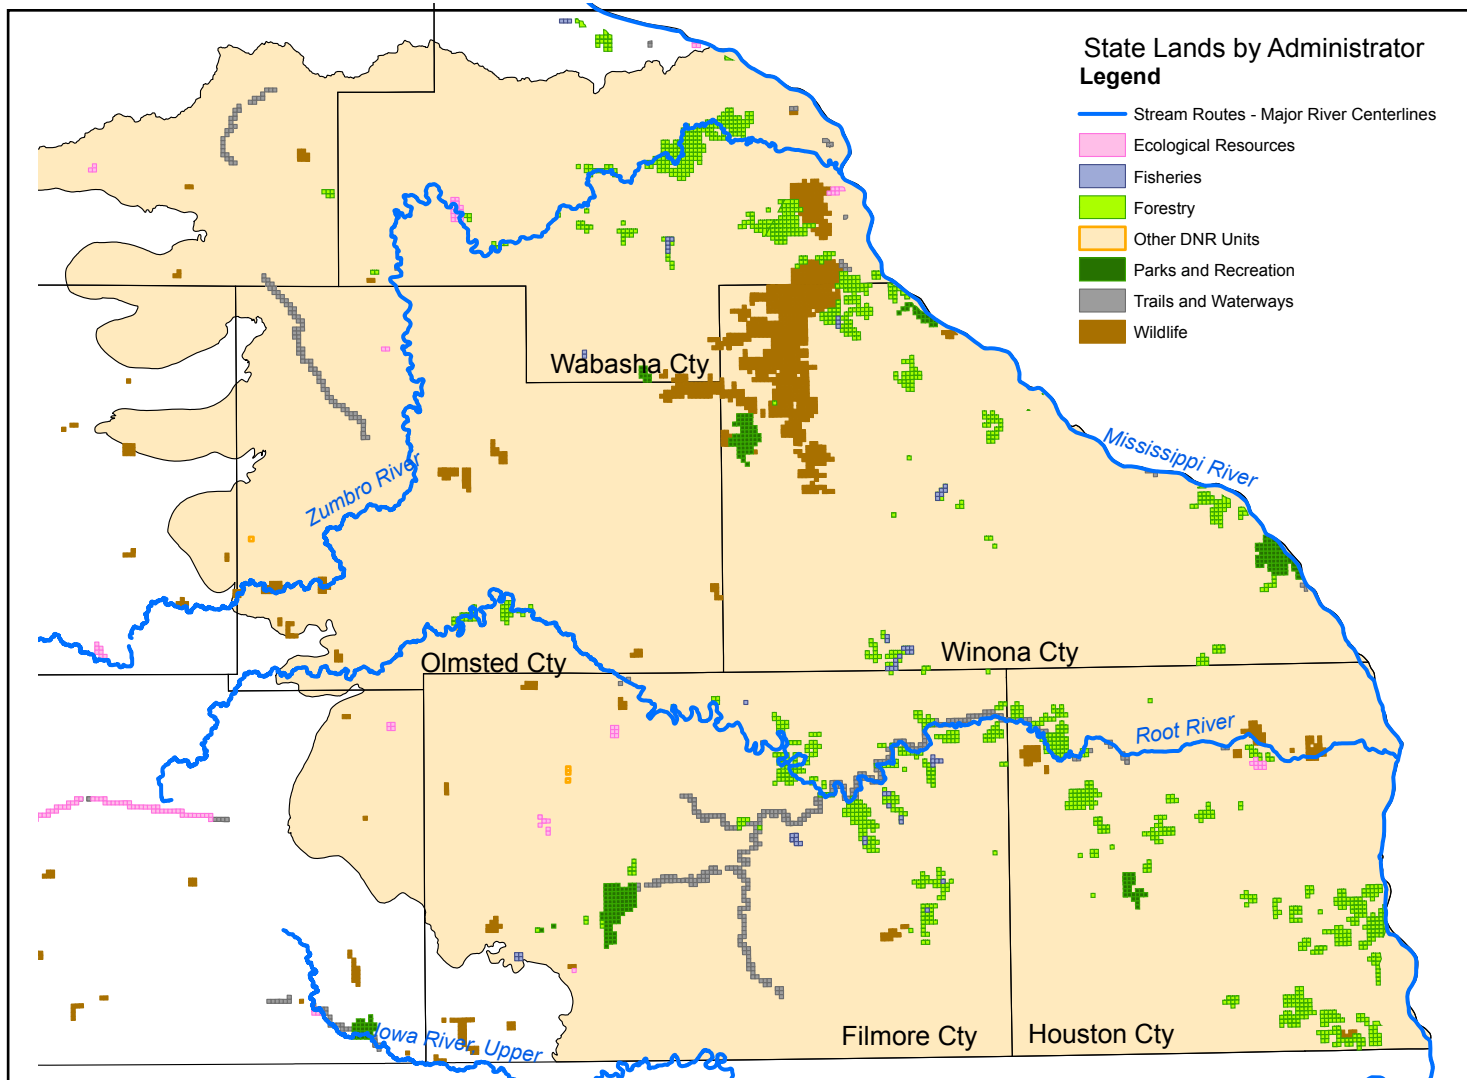 State Lands by Administrator
Legend
Stream Routes - Major River Centerlines
Ecological Resources
Fisheries
Forestry
Other DNR Units
Parks and Recreation
Trails and Waterways
Wildlife
Wabasha Cty
Mississippi River
Zumbro River
Olmsted Cty
Winona Cty
Root River
Filmore Cty
Houston Cty
Iowa River, Upper